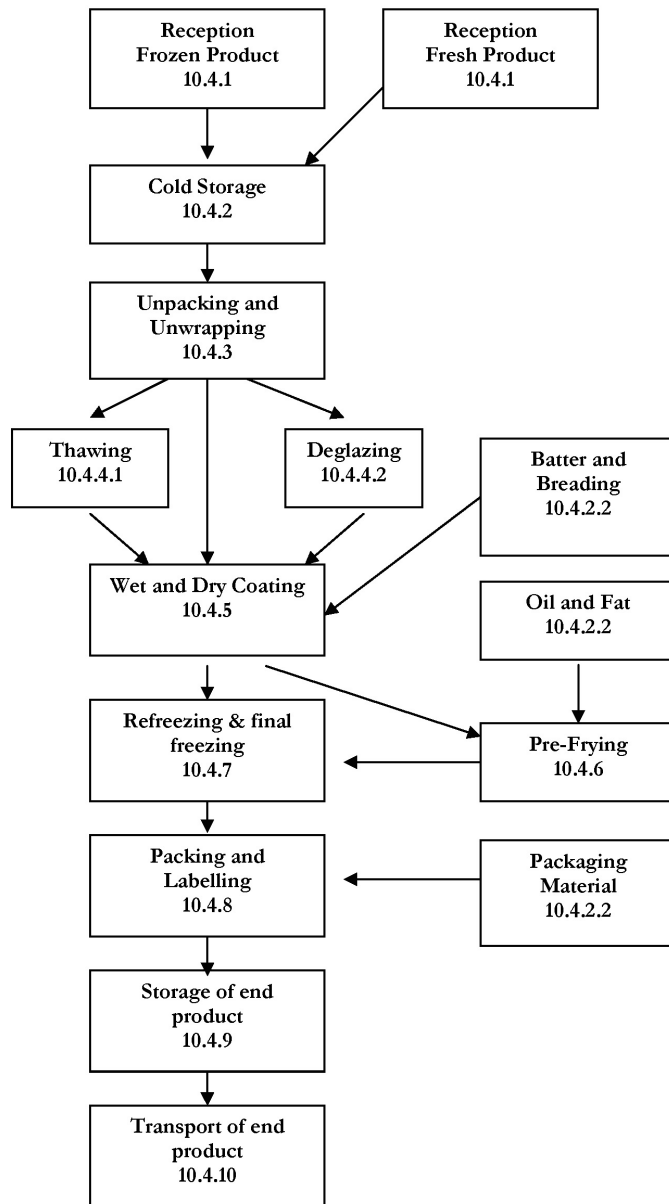 Reception
Frozen Product
10.4.1
Reception
Fresh Product
10.4.1
Cold Storage
10.4.2
Unpacking and
Unwrapping
10.4.3
Thawing
10.4.4.1
Deglazing
10.4.4.2
Batter and
Breading
10.4.2.2
Wet and Dry Coating
10.4.5
Oil and Fat
10.4.2.2
Refreezing & final
freezing
10.4.7
Pre-Frying
10.4.6
Packing and
Labelling
10.4.8
Packaging
Material
10.4.2.2
Storage of end
product
10.4.9
Transport of end
product
10.4.10